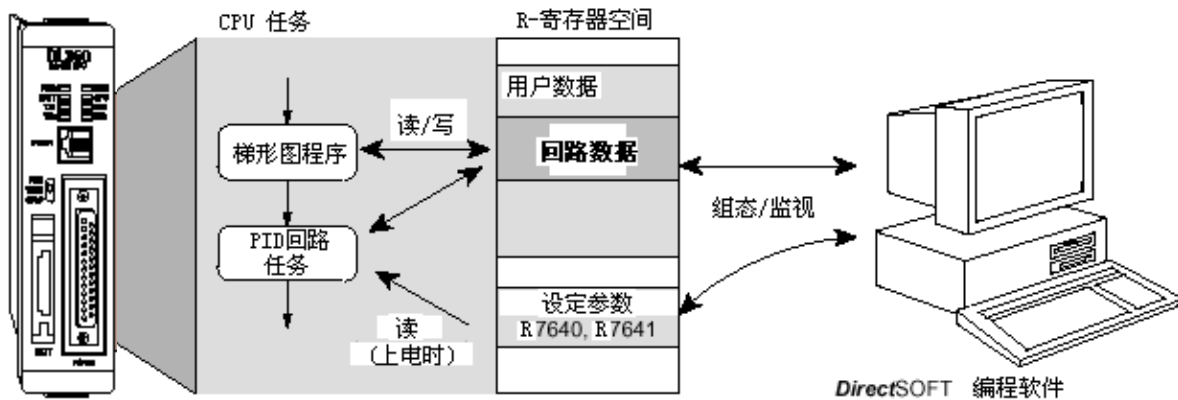 CPU 任务
R-寄存器空间
用户数据
读/写
梯形图程序
回路数据
组态/监视
PID回路
任务
设定参数
R7640, R7641
读
(上电时)
DirectSOFT 编程软件